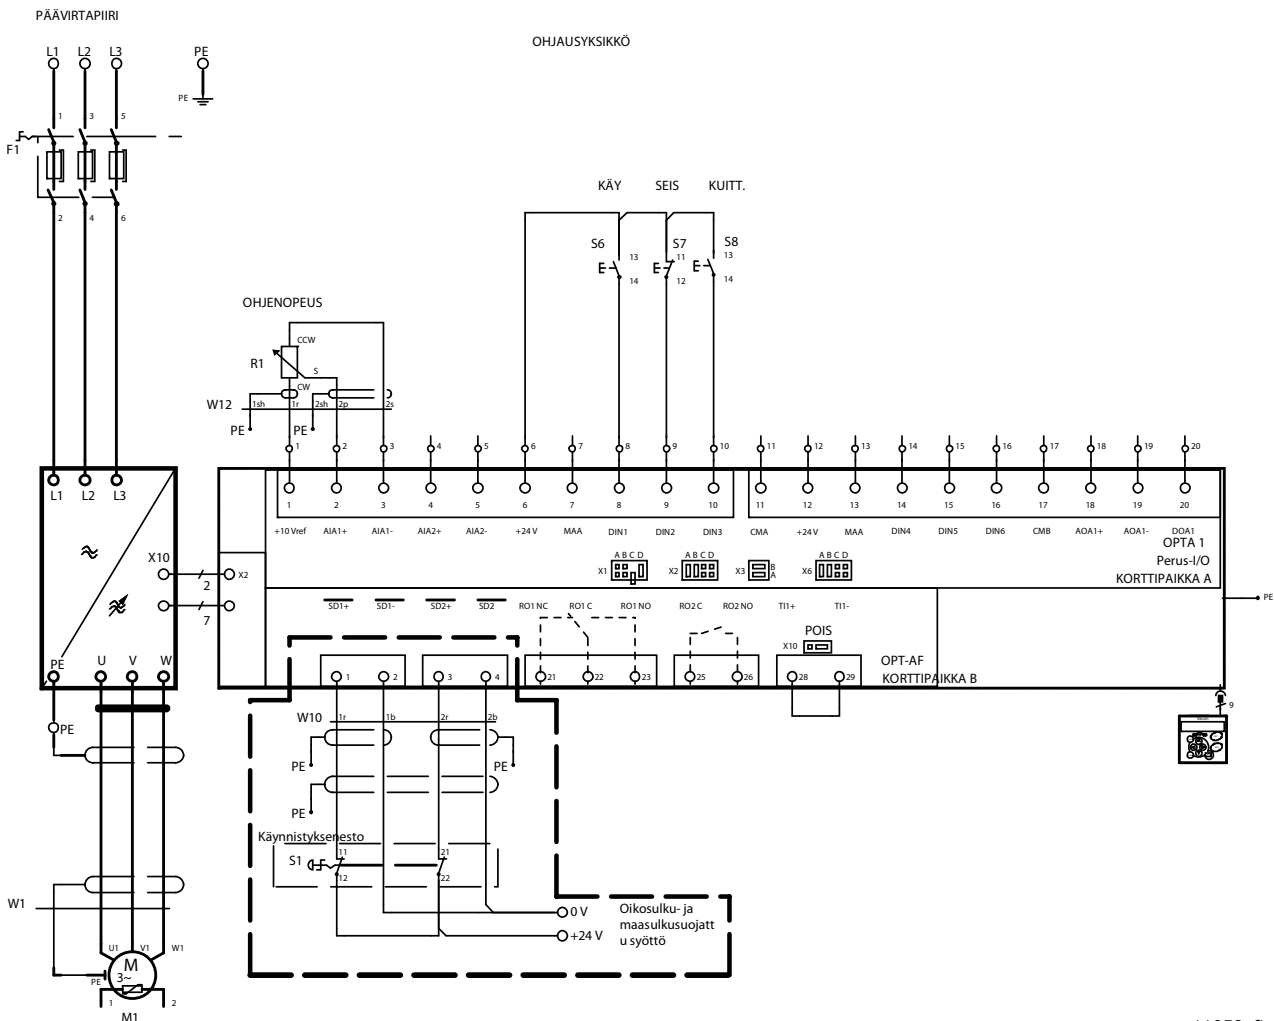 PÄÄVIRTAPIIRI
OHJAUSYKSIKKÖ
L1 L2 L3 PE
PE
1 3 5
F1
2 4 6
KÄY SEIS KUITT.
S6 S7 S8
13 11 13
14 12 14
OHJENOPEUS
CCW
R1
S
CW
W12 1sh 1r 2sh 2p 2s
PE PE
1 2 3 4 5 6 7 8 9 10 11 12 13 14 15 16 17 18 19 20
L1 L2 L3
1 2 3 4 5 6 7 8 9 10 11 12 13 14 15 16 17 18 19 20
+10 Vref AIA1+ AIA1- AIA2+ AIA2- +24 V MAA DIN1 DIN2 DIN3 CMA +24 V MAA DIN4 DIN5 DIN6 CMB AOA1+ AOA1- DOA1
OPTA 1
Perus-I/O
KORTTIPAIKKA A
A B C D A B C D B A A B C D
X1 X2 X3 X6
X10 X2
2
7
PE
SD1+ SD1- SD2+ SD2 RO1 NC RO1 C RO1 NO RO2 C RO2 NO TI1+ TI1-
POIS
X10
OPT-AF
KORTTIPAIKKA B
PE U V W
1 2 3 4 21 22 23 25 26 28 29
9
PE
W10 1r 1b 2r 2b
PE PE
PE
Käynnistyksenesto
S1
11 21
12 22
W1
0 V
+24 V
Oikosulku- ja
maasulkusuojatt
u syöttö
U1 V1 W1
M
3~
PE
1 2
M1